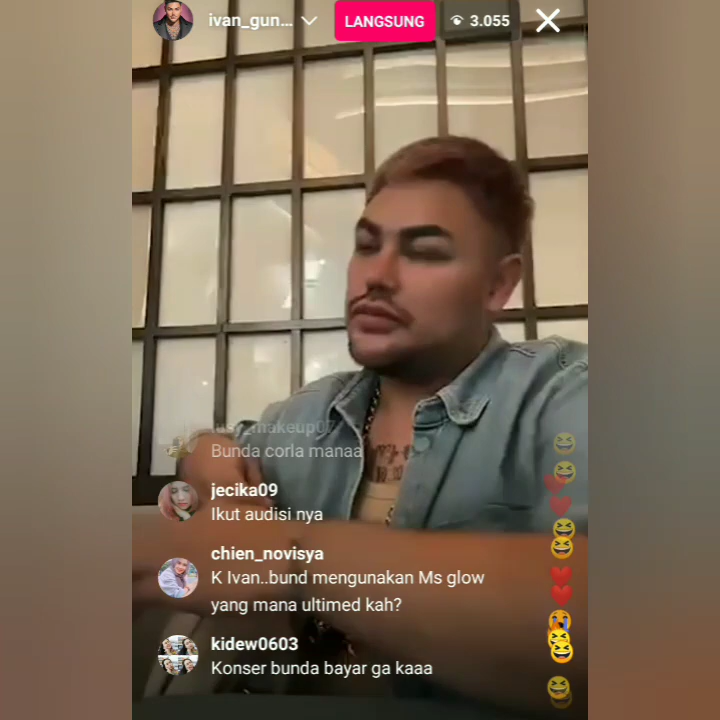 ivan_gun...
LANGSUNG
3.055
Bunda corla manaa
jecika09
Ikut audisi nya
chien_novisya
K Ivan..bund mengunakan Ms glow
yang mana ultimed kah?
kidew0603
Konser bunda bayar ga kaaa